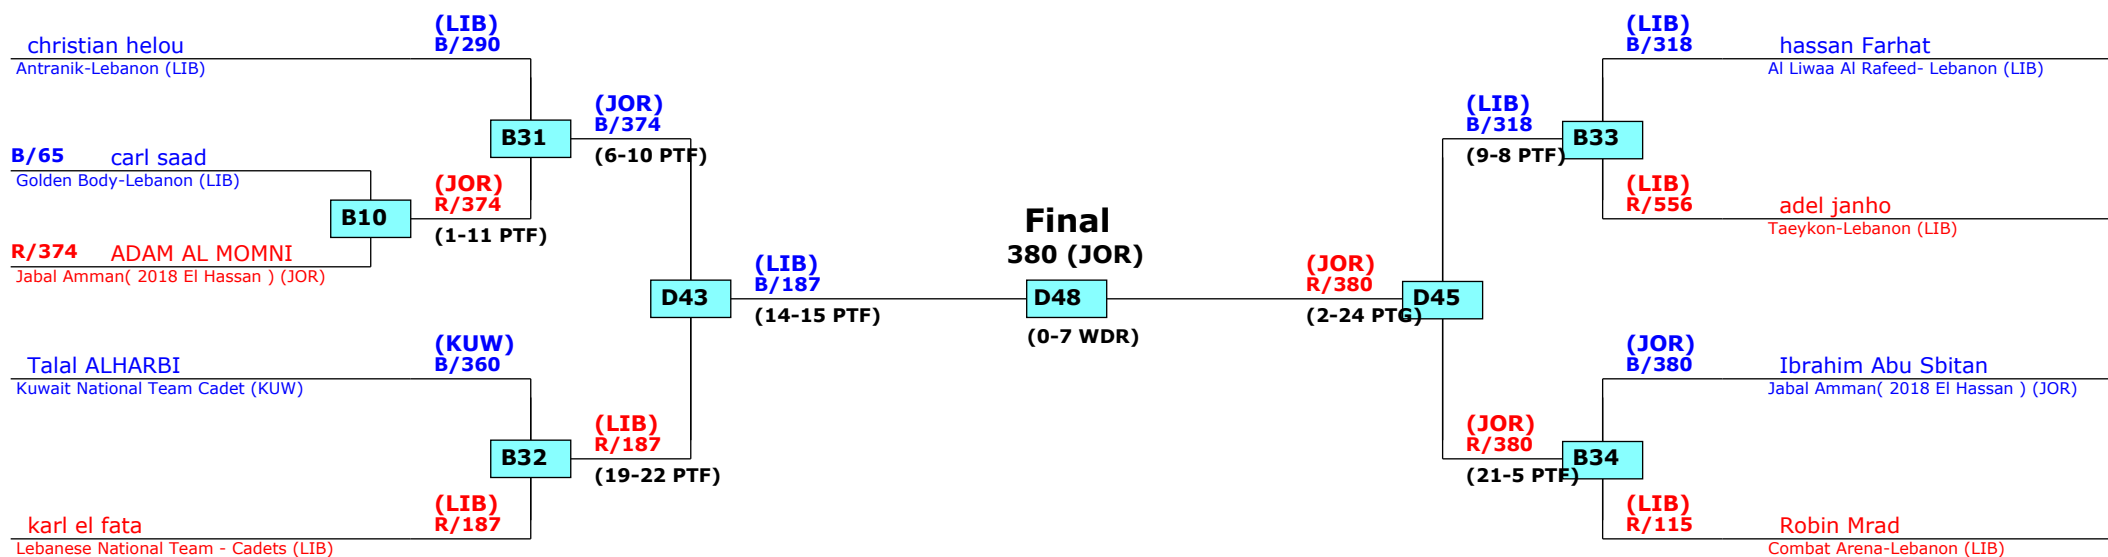 (LIB)
B/290
christian helou
Antranik-Lebanon (LIB)
B31
(JOR)
B/374
(6-10 PTF)
B/65 carl saad
Golden Body-Lebanon (LIB)
B10
(JOR)
R/374
(1-11 PTF)
R/374 ADAM AL MOMNI
Jabal Amman( 2018 El Hassan ) (JOR)
D43
(LIB)
B/187
(14-15 PTF)
(KUW)
B/360
Talal ALHARBI
Kuwait National Team Cadet (KUW)
B32
(LIB)
R/187
(19-22 PTF)
(LIB)
R/187
karl el fata
Lebanese National Team - Cadets (LIB)
Final
380 (JOR)
D48
(0-7 WDR)
(LIB)
B/318
hassan Farhat
Al Liwaa Al Rafeed- Lebanon (LIB)
(LIB)
B/318
(9-8 PTF)
B33
(LIB)
R/556
adel janho
Taeykon-Lebanon (LIB)
(JOR)
R/380
(2-24 PTG)
D45
(JOR)
B/380
Ibrahim Abu Sbitan
Jabal Amman( 2018 El Hassan ) (JOR)
(JOR)
R/380
(21-5 PTF)
B34
(LIB)
R/115
Robin Mrad
Combat Arena-Lebanon (LIB)